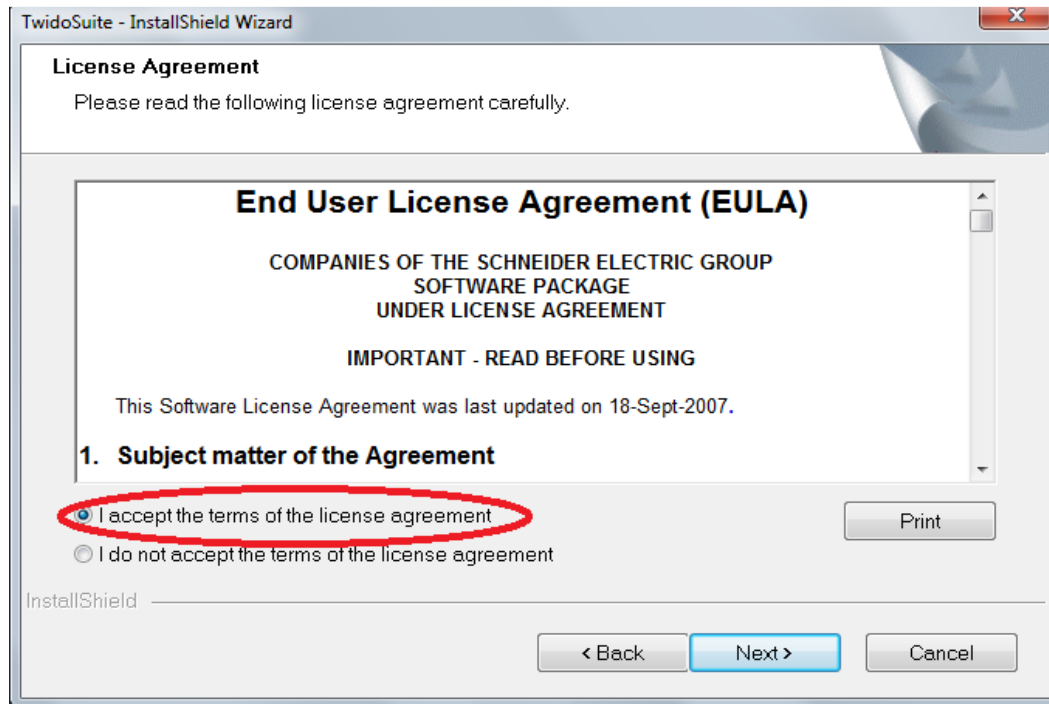 TwidoSuite - InstallShield Wizard
License Agreement
Please read the following license agreement carefully.
End User License Agreement (EULA)
COMPANIES OF THE SCHNEIDER ELECTRIC GROUP
SOFTWARE PACKAGE
UNDER LICENSE AGREEMENT
IMPORTANT - READ BEFORE USING
This Software License Agreement was last updated on 18-Sept-2007.
1. Subject matter of the Agreement
I accept the terms of the license agreement
Print
I do not accept the terms of the license agreement
InstallShield
< Back Next > Cancel